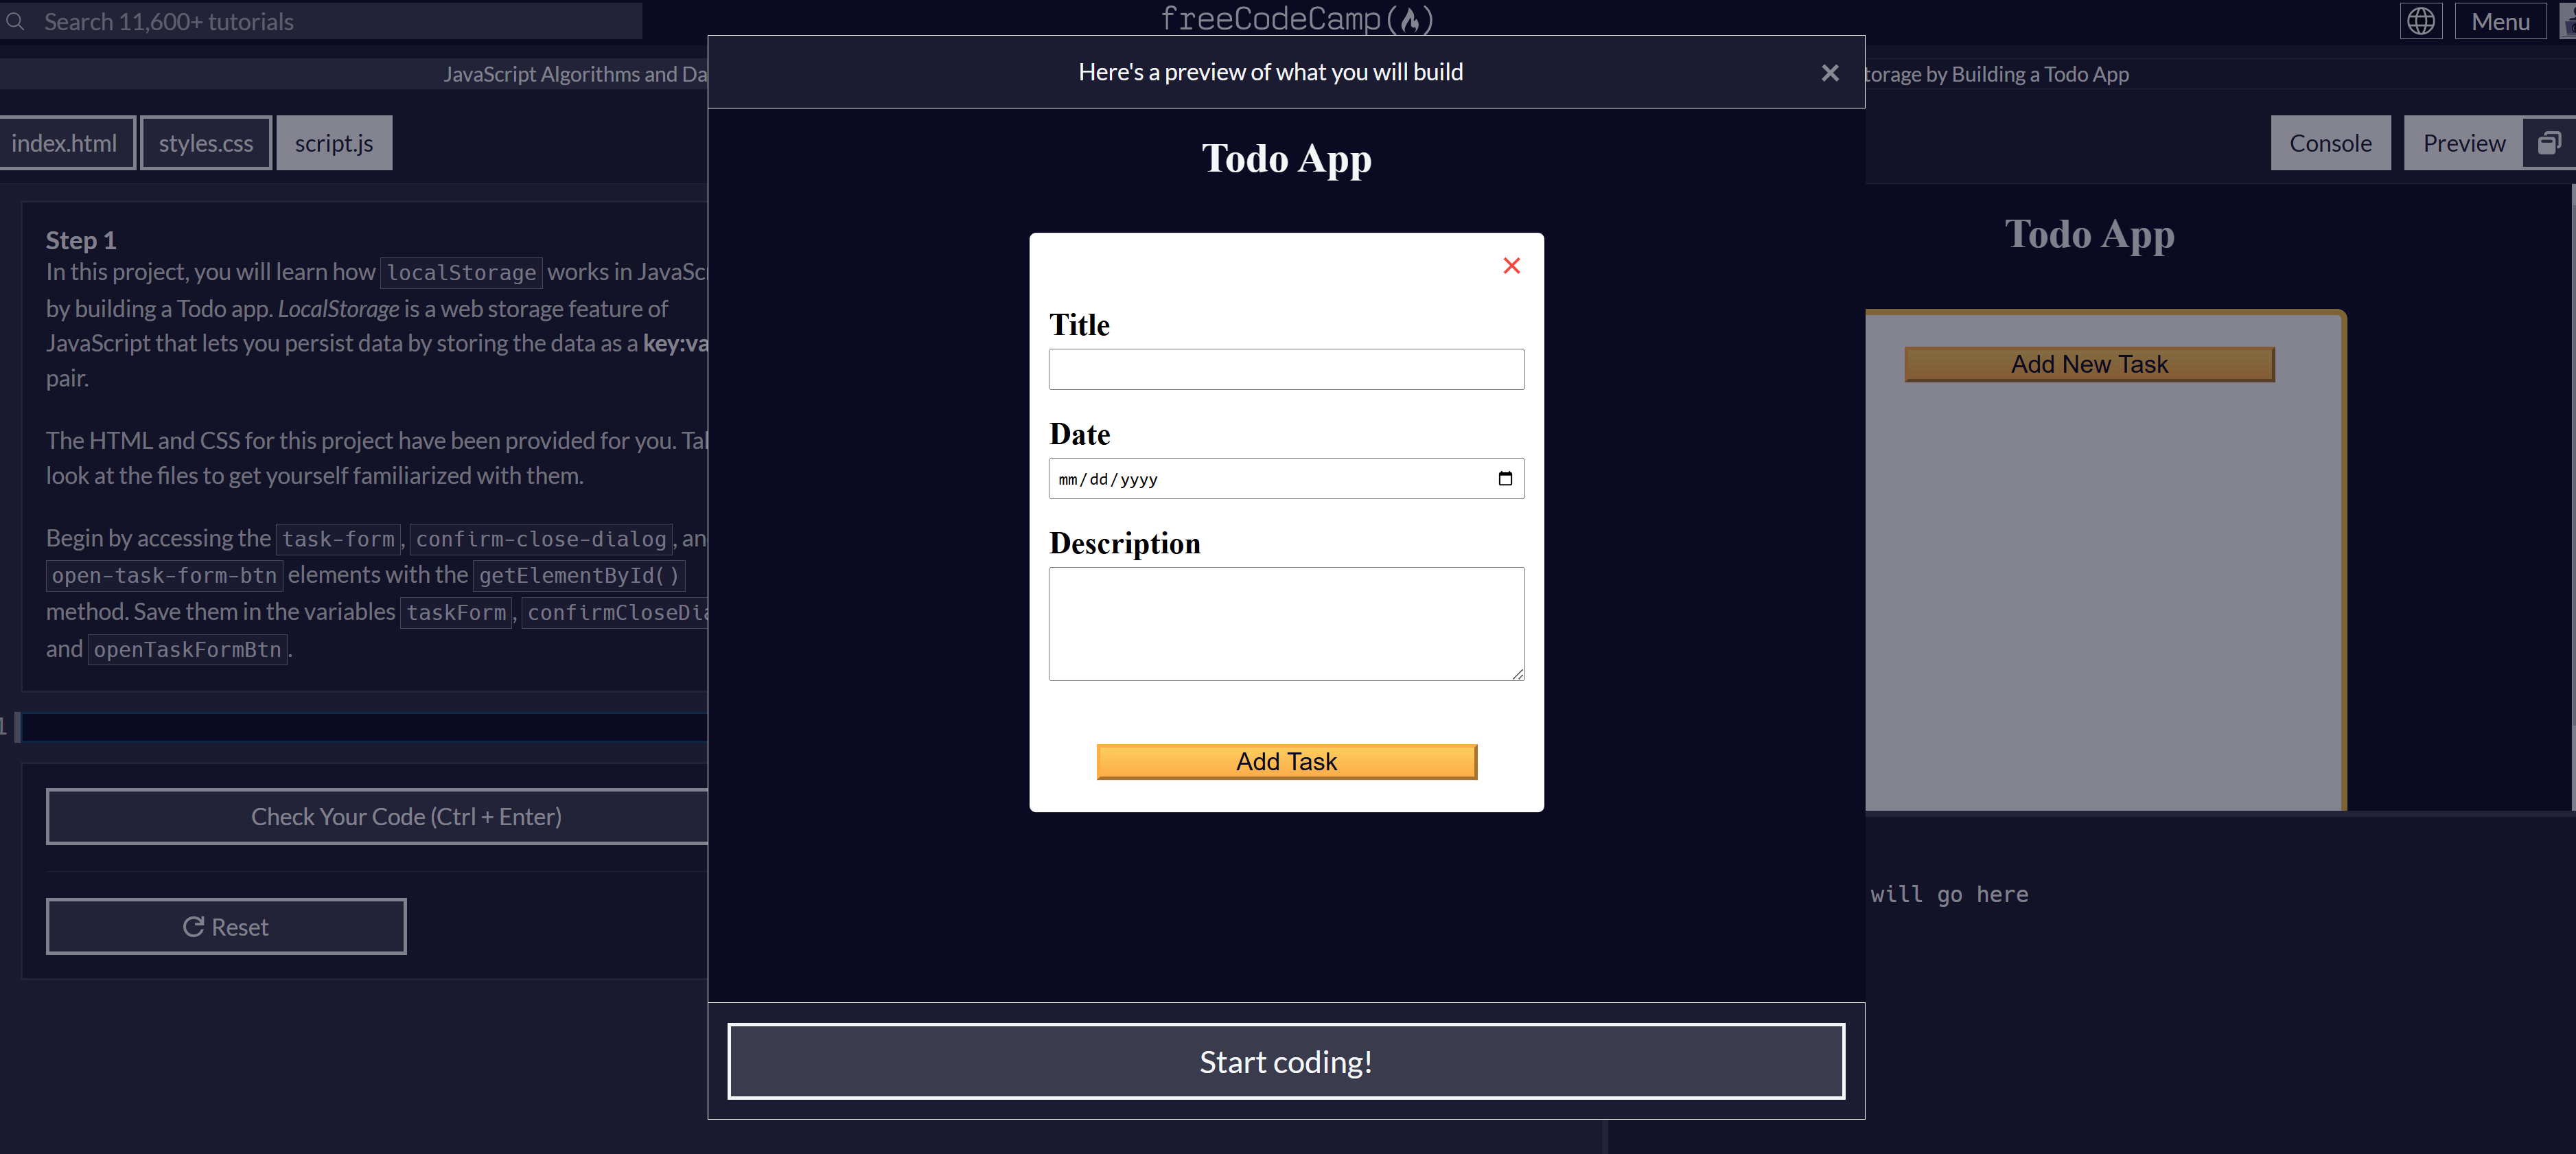 Search 11,600+ tutorials
freeCodeCamp
Menu
JavaScript Algorithms and Da
Here's a preview of what you will build
torage by Building a Todo App
index.html
styles.css
script.js
Console
Preview
Step 1
In this project, you will learn how localStorage works in JavaSc
by building a Todo app. LocalStorage is a web storage feature of
JavaScript that lets you persist data by storing the data as a key:va
pair.
The HTML and CSS for this project have been provided for you. Ta
look at the files to get yourself familiarized with them.
Begin by accessing the task-form, confirm-close-dialog, an
open-task-form-btn elements with the getElementById()
method. Save them in the variables taskForm, confirmCloseDia
and openTaskFormBtn.
1
Check Your Code (Ctrl + Enter)
Reset
Todo App
Title
Date
mm/dd/yyyy
Description
Add Task
Start coding!
Todo App
Add New Task
will go here